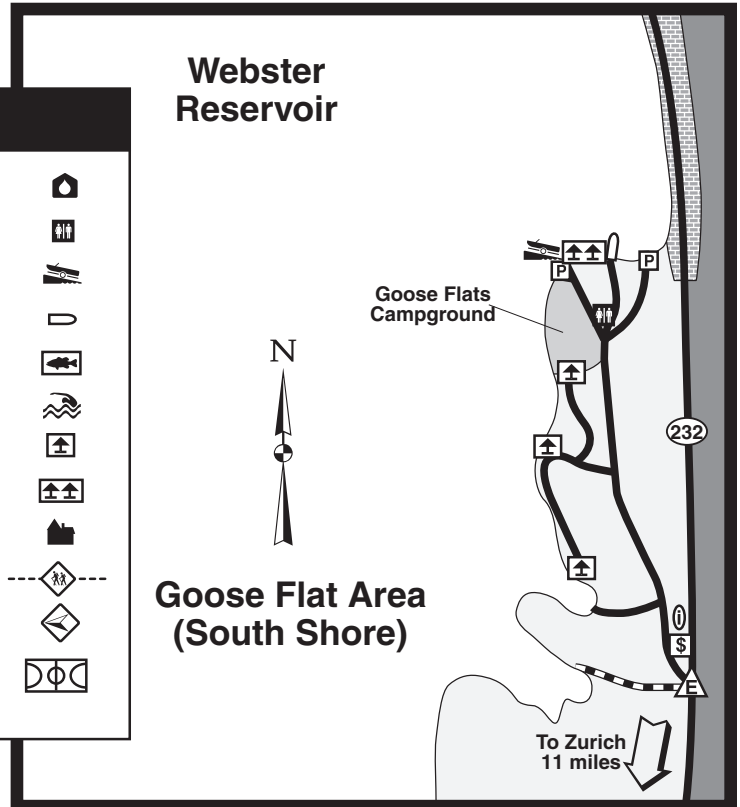 Webster
Reservoir
P
P
Goose Flats
Campground
N
232
Goose Flat Area
(South Shore)
i
$
E
To Zurich
11 miles